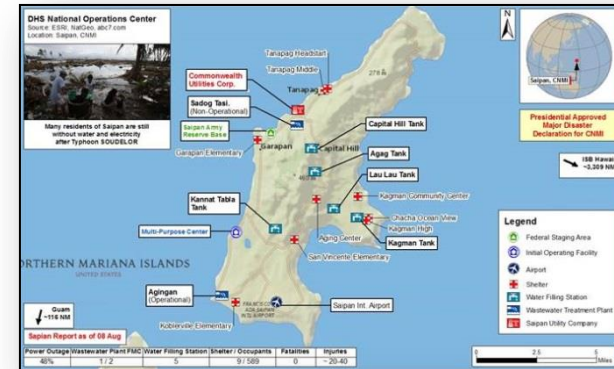 DHS National Operations Center
Source: ESRI, NatGeo, abc7.com
Location: Saipan, CNMI
Many residents of Saipan are still
without water and electricity
after Typhoon SOUDELOR
N
Saipan, CNMI
Presidential Approved
Major Disaster
Declaration for CNMI
ISB Hawaii
~3,309 NM
Tanapag Headstart
Tanapag Middle
Tanapag
Commonwealth
Utilities Corp.
Sadog Tasi.
(Non-Operational)
Saipan Army
Reserve Base
Garapan
Garapan Elementary
Capital Hill
Capital Hill Tank
Agag Tank
Lau Lau Tank
Kagman Community Center
Chacha Ocean View
Kagman High
Kagman Tank
Kannat Tabla
Tank
Multi-Purpose Center
Aging Center
San Vincente Elementary
NORTHERN MARIANA ISLANDS
UNITED STATES
Agingan
(Operational)
Koblerville Elementary
Saipan Int. Airport
Guam
~116 NM
Sapian Report as of 08 Aug
Legend
Federal Staging Area
Initial Operating Facility
Airport
Shelter
Water Filling Station
Wastewater Treatment Plant
Saipan Utility Company
0 2.5 5
Miles
Power Outage Wastewater Plant FMC Water Filling Station Shelter / Occupants Fatalities Injuries
48% 1 / 2 5 9 / 589 0 ~ 20-40